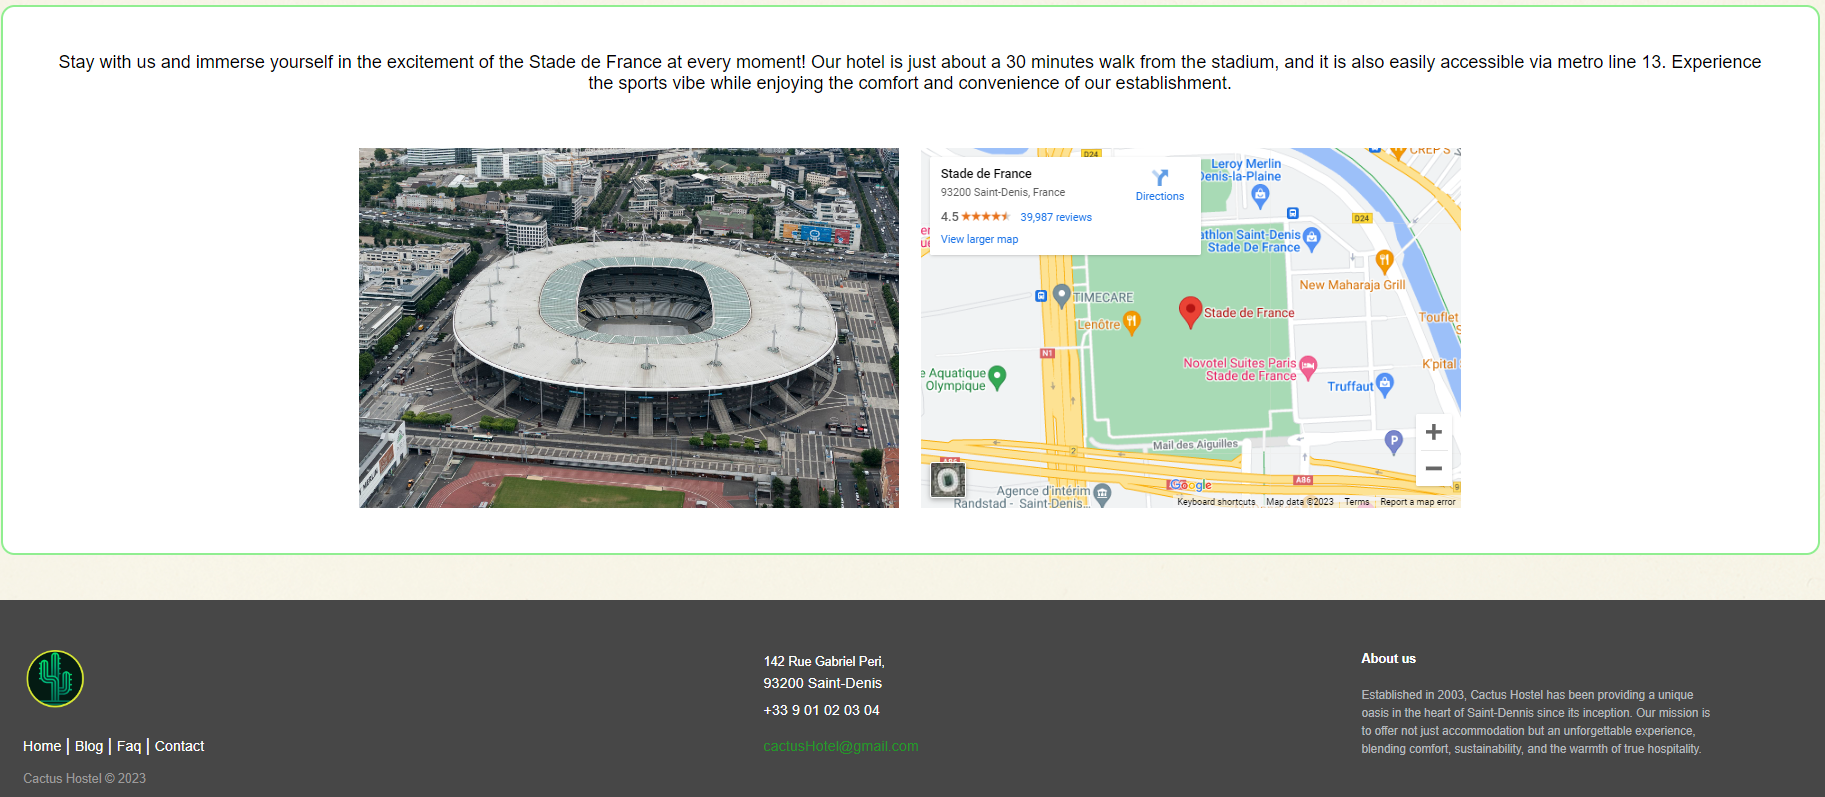 Stay with us and immerse yourself in the excitement of the Stade de France at every moment! Our hotel is just about a 30 minutes walk from the stadium, and it is also easily accessible via metro line 13. Experience
the sports vibe while enjoying the comfort and convenience of our establishment.
Stade de France
93200 Saint-Denis, France
Directions
4.5
39,987 reviews
View larger map
D24
Leroy Merlin
Denis-la-Plaine
CREP'S
D24
athlon Saint-Denis
Stade De France
New Maharaja Grill
TIMECARE
Lenôtre
Stade de France
Touflet
N1
Novotel Suites Paris
Stade de France
K'pital
e Aquatique
Olympique
Truffaut
P
Mail des Aiguilles
2
A86
A86
9
Google
Agence d'intérim
Randstad - Saint-Denis...
Keyboard shortcuts
Map data ©2023
Terms
Report a map error
142 Rue Gabriel Peri,
93200 Saint-Denis
+33 9 01 02 03 04
cactusHotel@gmail.com
Home | Blog | Faq | Contact
Cactus Hostel © 2023
About us
Established in 2003, Cactus Hostel has been providing a unique
oasis in the heart of Saint-Dennis since its inception. Our mission is
to offer not just accommodation but an unforgettable experience,
blending comfort, sustainability, and the warmth of true hospitality.